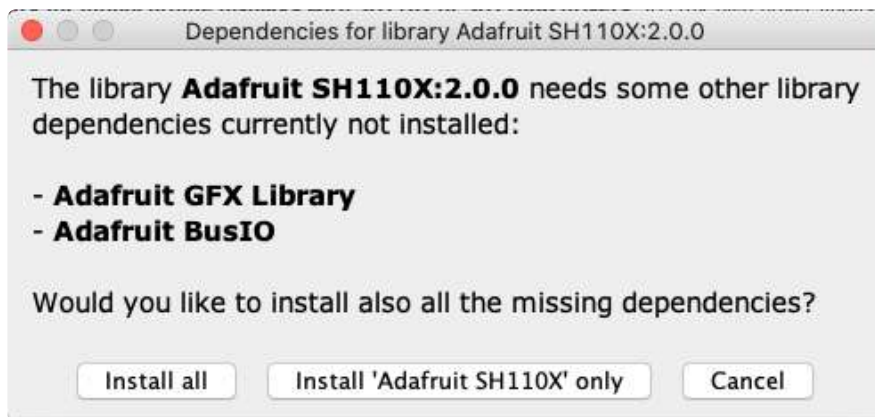 Dependencies for library Adafruit SH110X:2.0.0
The library Adafruit SH110X:2.0.0 needs some other library
dependencies currently not installed:
- Adafruit GFX Library
- Adafruit BusIO
Would you like to install also all the missing dependencies?
Install all Install 'Adafruit SH110X' only Cancel